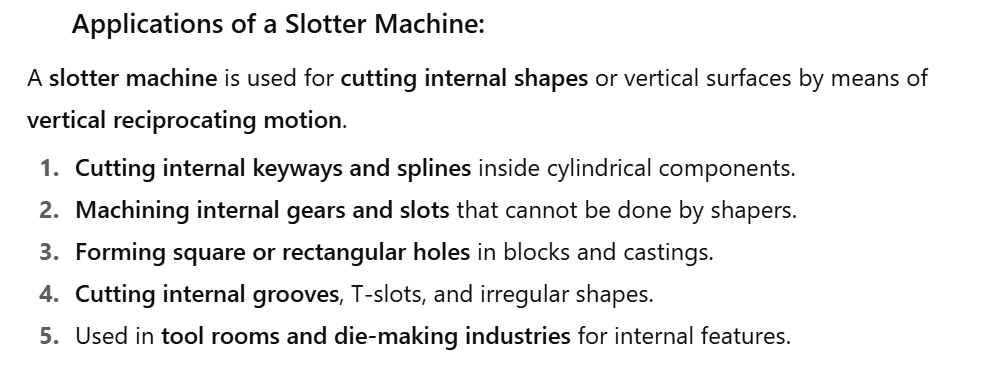 Applications of a Slotter Machine:
A slotter machine is used for cutting internal shapes or vertical surfaces by means of
vertical reciprocating motion.
1. Cutting internal keyways and splines inside cylindrical components.
2. Machining internal gears and slots that cannot be done by shapers.
3. Forming square or rectangular holes in blocks and castings.
4. Cutting internal grooves, T-slots, and irregular shapes.
5. Used in tool rooms and die-making industries for internal features.